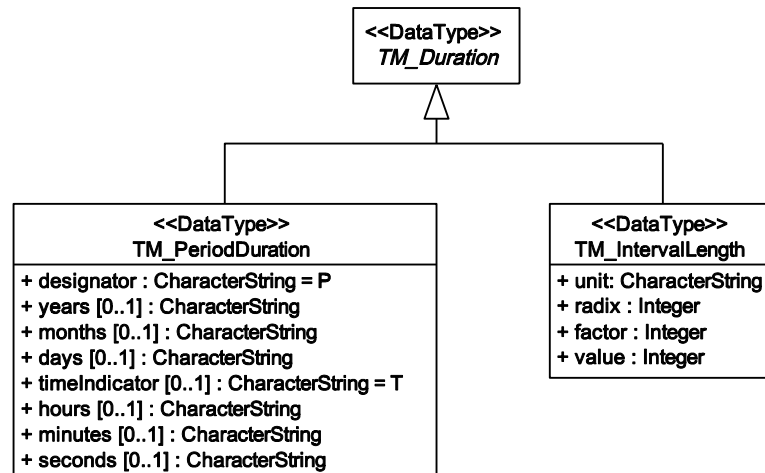 <<DataType>>
TM_Duration
<<DataType>>
TM_PeriodDuration
+ designator : CharacterString = P
+ years [0..1] : CharacterString
+ months [0..1] : CharacterString
+ days [0..1] : CharacterString
+ timeIndicator [0..1] : CharacterString = T
+ hours [0..1] : CharacterString
+ minutes [0..1] : CharacterString
+ seconds [0..1] : CharacterString
<<DataType>>
TM_IntervalLength
+ unit: CharacterString
+ radix : Integer
+ factor : Integer
+ value : Integer